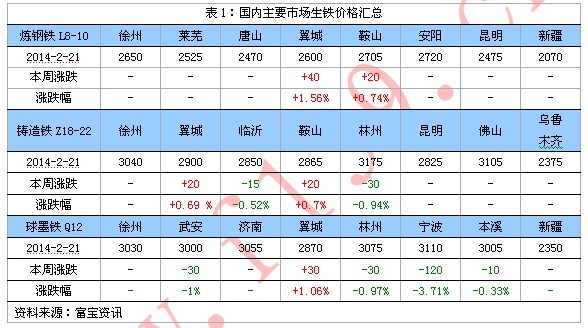 表1:国内主要市场生铁价格汇总
炼钢铁 L8-10 徐州 莱芜 唐山 翼城 鞍山 安阳 昆明 新疆
2014-2-21 2650 2525 2470 2600 2705 2720 2475 2070
本周涨跌 - - - +40 +20 - - -
涨跌幅 - - - +1.56% +0.74% - - -
铸造铁 Z18-22 徐州 翼城 临沂 鞍山 林州 昆明 佛山 乌鲁木齐
2014-2-21 3040 2900 2850 2865 3175 2825 3105 2375
本周涨跌 - +20 -15 +20 -30 - - -
涨跌幅 - +0.69 % -0.52% +0.7% -0.94% - - -
球墨铁 Q12 徐州 武安 济南 翼城 林州 宁波 本溪 新疆
2014-2-21 3030 3000 3055 2870 3075 3110 3005 2350
本周涨跌 - -30 - +30 -30 -120 -10 -
涨跌幅 - -1% - +1.06% -0.97% -3.71% -0.33% -
资料来源:富宝资讯